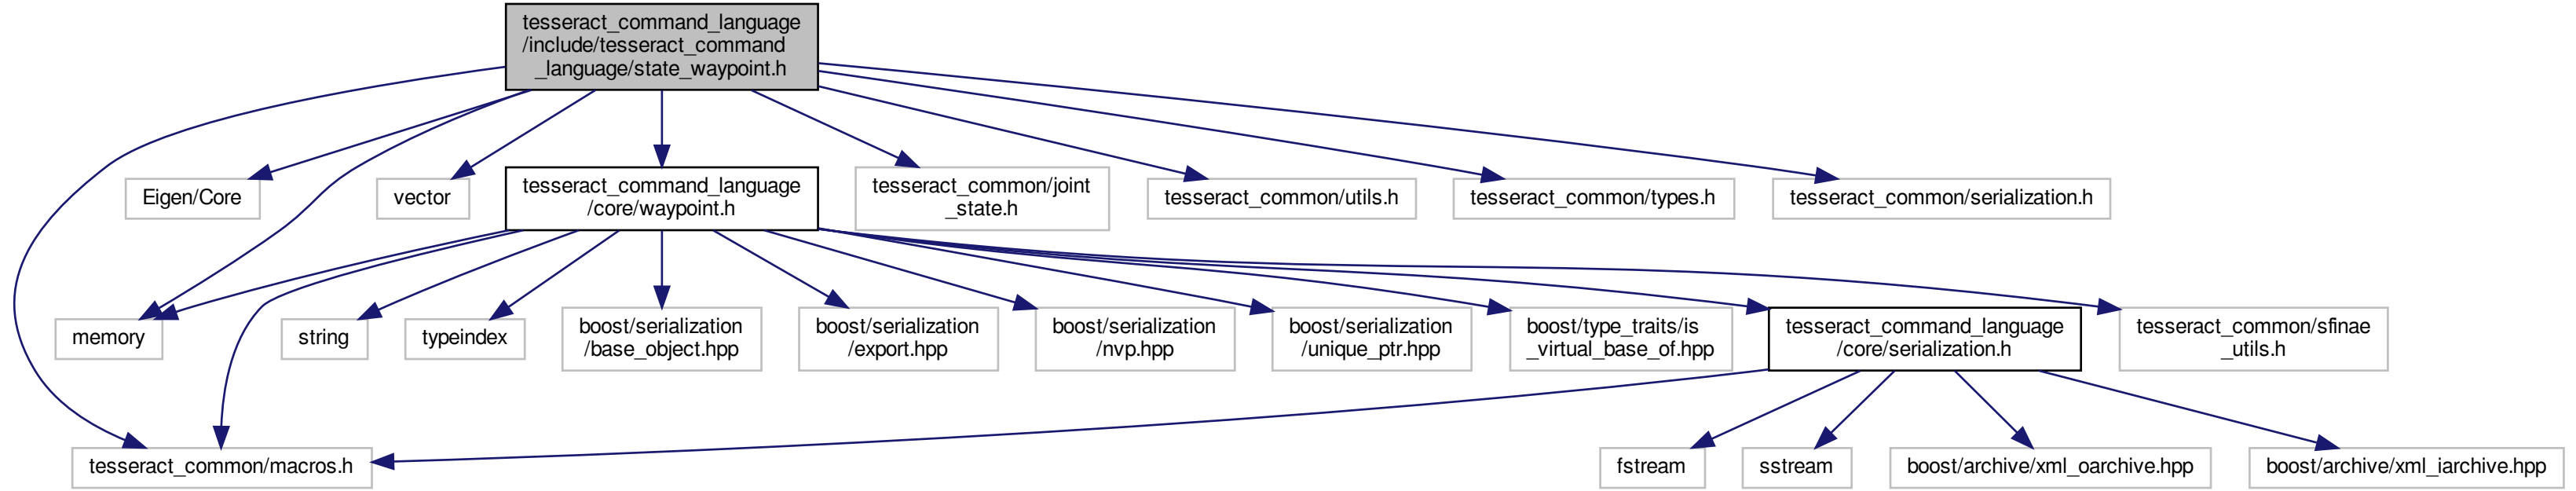 tesseract_command_language
/include/tesseract_command
_language/state_waypoint.h
Eigen/Core
vector
tesseract_command_language
/core/waypoint.h
tesseract_common/joint
_state.h
tesseract_common/utils.h
tesseract_common/types.h
tesseract_common/serialization.h
memory
string
typeindex
boost/serialization
/base_object.hpp
boost/serialization
/export.hpp
boost/serialization
/nvp.hpp
boost/serialization
/unique_ptr.hpp
boost/type_traits/is
_virtual_base_of.hpp
tesseract_command_language
/core/serialization.h
tesseract_common/sfinae
_utils.h
tesseract_common/macros.h
fstream
sstream
boost/archive/xml_oarchive.hpp
boost/archive/xml_iarchive.hpp